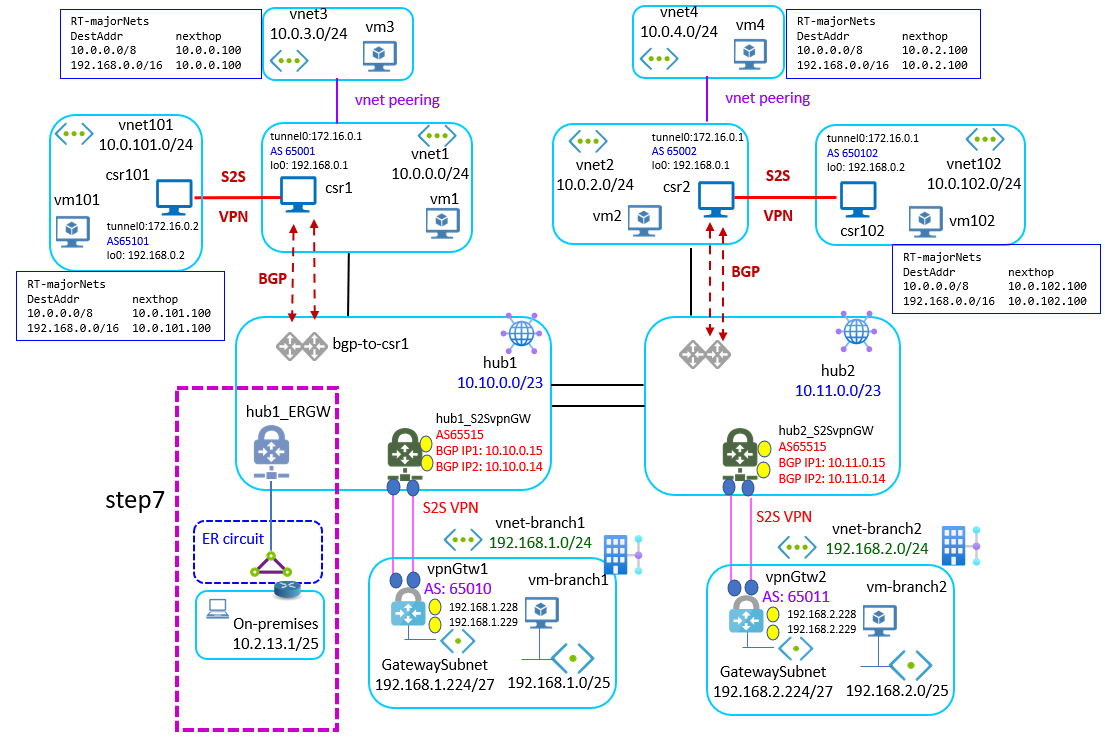 RT-majorNets
DestAddr nexthop
10.0.0.0/8 10.0.0.100
192.168.0.0/16 10.0.0.100
vnet3
10.0.3.0/24
vm3
vnet peering
vnet4
10.0.4.0/24
vm4
vnet peering
RT-majorNets
DestAddr nexthop
10.0.0.0/8 10.0.2.100
192.168.0.0/16 10.0.2.100
vnet101
10.0.101.0/24
csr101
vm101
tunnel0:172.16.0.2
AS65101
lo0: 192.168.0.2
S2S
VPN
tunnel0:172.16.0.1
AS 65001
lo0: 192.168.0.1
csr1
vnet1
10.0.0.0/24
vm1
vnet2
10.0.2.0/24
vm2
tunnel0:172.16.0.1
AS 65002
lo0: 192.168.0.1
csr2
S2S
VPN
tunnel0:172.16.0.1
AS 650102
lo0: 192.168.0.2
csr102
vnet102
10.0.102.0/24
vm102
RT-majorNets
DestAddr nexthop
10.0.0.0/8 10.0.101.100
192.168.0.0/16 10.0.101.100
BGP
BGP
RT-majorNets
DestAddr nexthop
10.0.0.0/8 10.0.102.100
192.168.0.0/16 10.0.102.100
bgp-to-csr1
hub1
10.10.0.0/23
hub2
10.11.0.0/23
hub1_ERGW
hub1_S2SvpnGW
AS65515
BGP IP1: 10.10.0.15
BGP IP2: 10.10.0.14
hub2_S2SvpnGW
AS65515
BGP IP1: 10.11.0.15
BGP IP2: 10.11.0.14
step7
S2S VPN
S2S VPN
ER circuit
On-premises
10.2.13.1/25
vnet-branch1
192.168.1.0/24
vpnGtw1
AS: 65010
192.168.1.228
192.168.1.229
vm-branch1
GatewaySubnet
192.168.1.224/27
192.168.1.0/25
vnet-branch2
192.168.2.0/24
vpnGtw2
AS: 65011
192.168.2.228
192.168.2.229
vm-branch2
GatewaySubnet
192.168.2.224/27
192.168.2.0/25